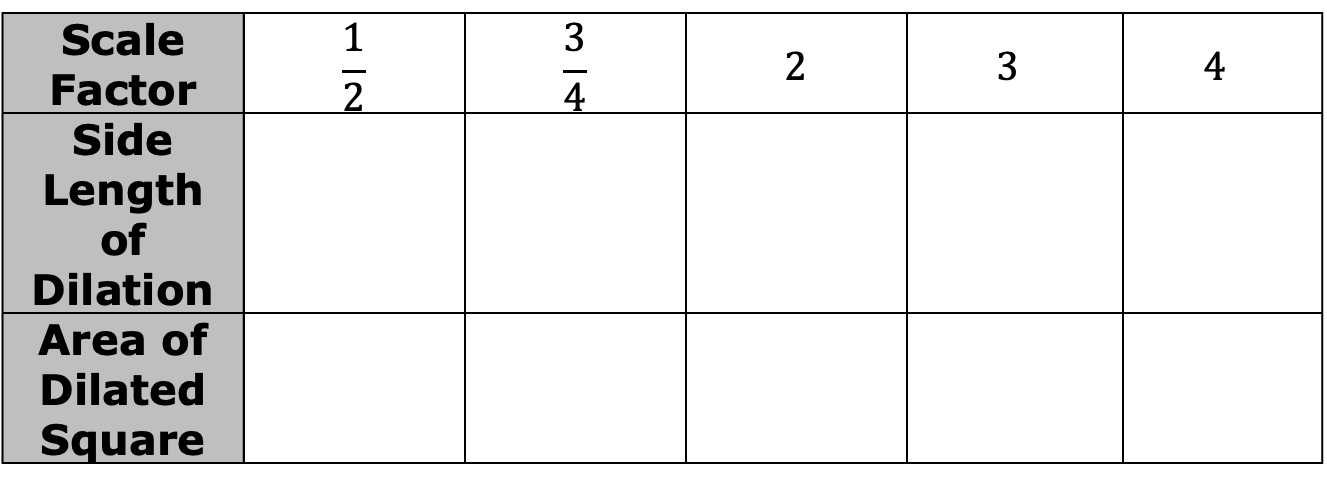 Scale
Factor
1/2
3/4
2
3
4
Side
Length
of
Dilation
Area of
Dilated
Square